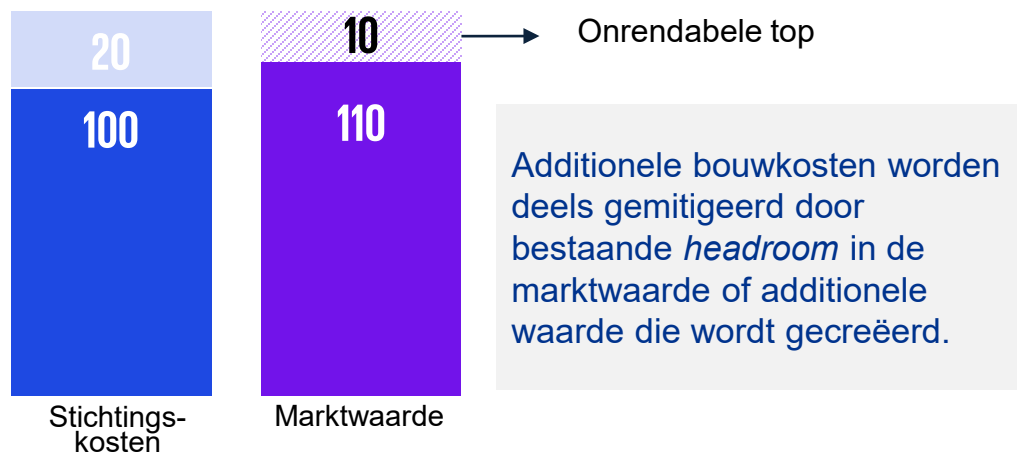 20
100
Stichtings-
kosten
10
110
Marktwaarde
Onrendabele top
Additionele bouwkosten worden
deels gemitigeerd door
bestaande headroom in de
marktwaarde of additionele
waarde die wordt gecreëerd.